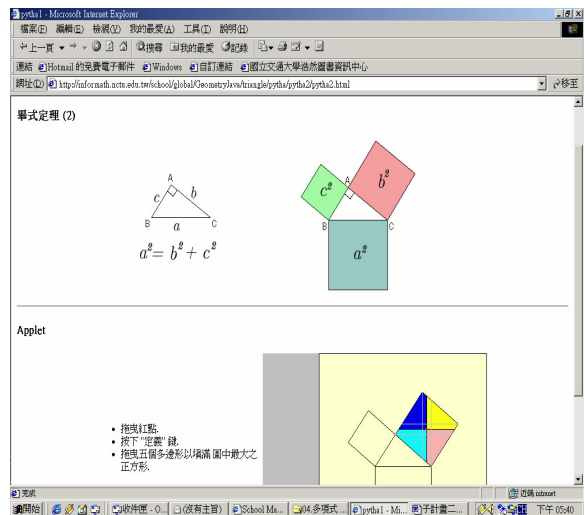 pytha1 - Microsoft Internet Explorer
檔案(F) 編輯(E) 檢視(V) 我的最愛(A) 工具(T) 說明(H)
上一頁 搜尋 我的最愛 記錄
連結 Hotmail 的免費電子郵件 Windows 自訂連結 國立交通大學浩然圖書資訊中心
網址(D) http://informath.nctu.edu.tw/school/global/GeometryJava/triangle/pytha/pytha2/pytha2.html 移至
畢式定理 (2)
A
c b
B a C
a² = b² + c²
c² A b²
B C
a²
Applet
• 拖曳紅點.
• 按下 "定義" 鍵.
• 拖曳五個多邊形以填滿圖中最大之
正方形.
完成 近端 intranet
開始 收件匣 - O... (沒有主旨) School Ma... 04.多項式 ... pytha1 - Mi... 子計畫二... 下午 05:40